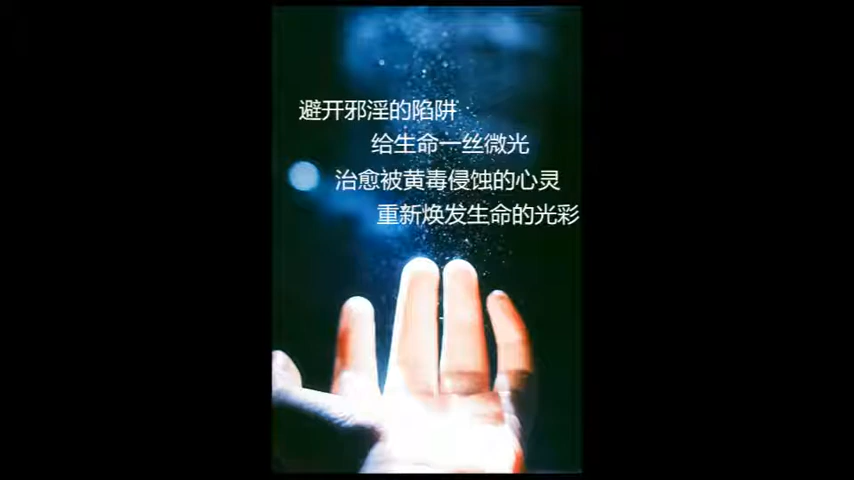 避开邪淫的陷阱
给生命一丝微光
治愈被黄毒侵蚀的心灵
重新焕发生命的光彩